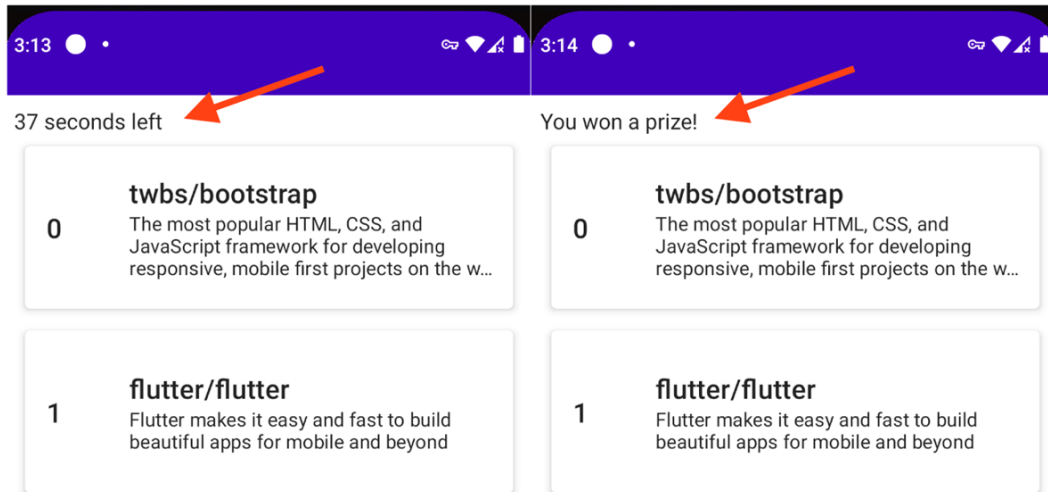 3:13
37 seconds left
0
twbs/bootstrap
The most popular HTML, CSS, and
JavaScript framework for developing
responsive, mobile first projects on the w...
1
flutter/flutter
Flutter makes it easy and fast to build
beautiful apps for mobile and beyond
3:14
You won a prize!
0
twbs/bootstrap
The most popular HTML, CSS, and
JavaScript framework for developing
responsive, mobile first projects on the w...
1
flutter/flutter
Flutter makes it easy and fast to build
beautiful apps for mobile and beyond